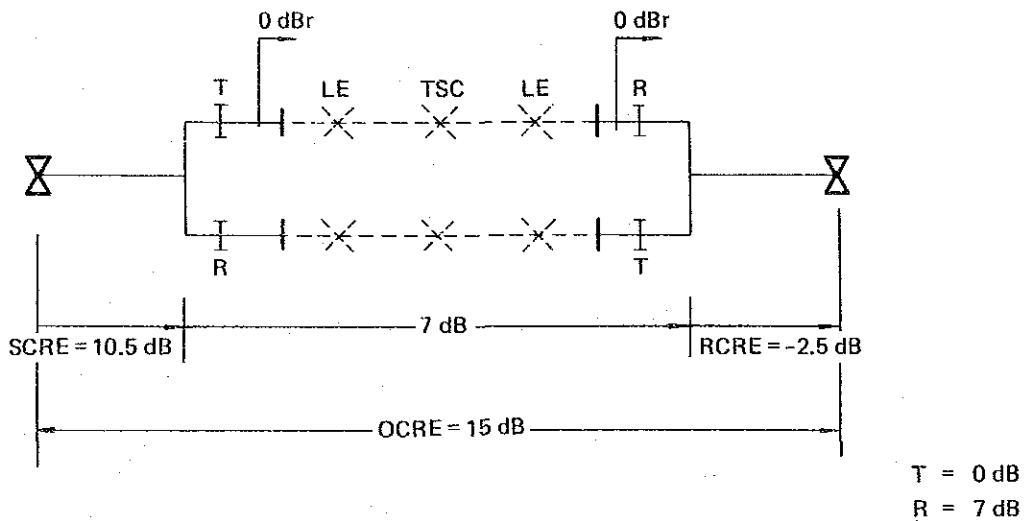 0 dBr
0 dBr
T
LE
TSC
LE
R
R
T
7 dB
SCRE = 10.5 dB
RCRE = -2.5 dB
OCRE = 15 dB
T = 0 dB
R = 7 dB